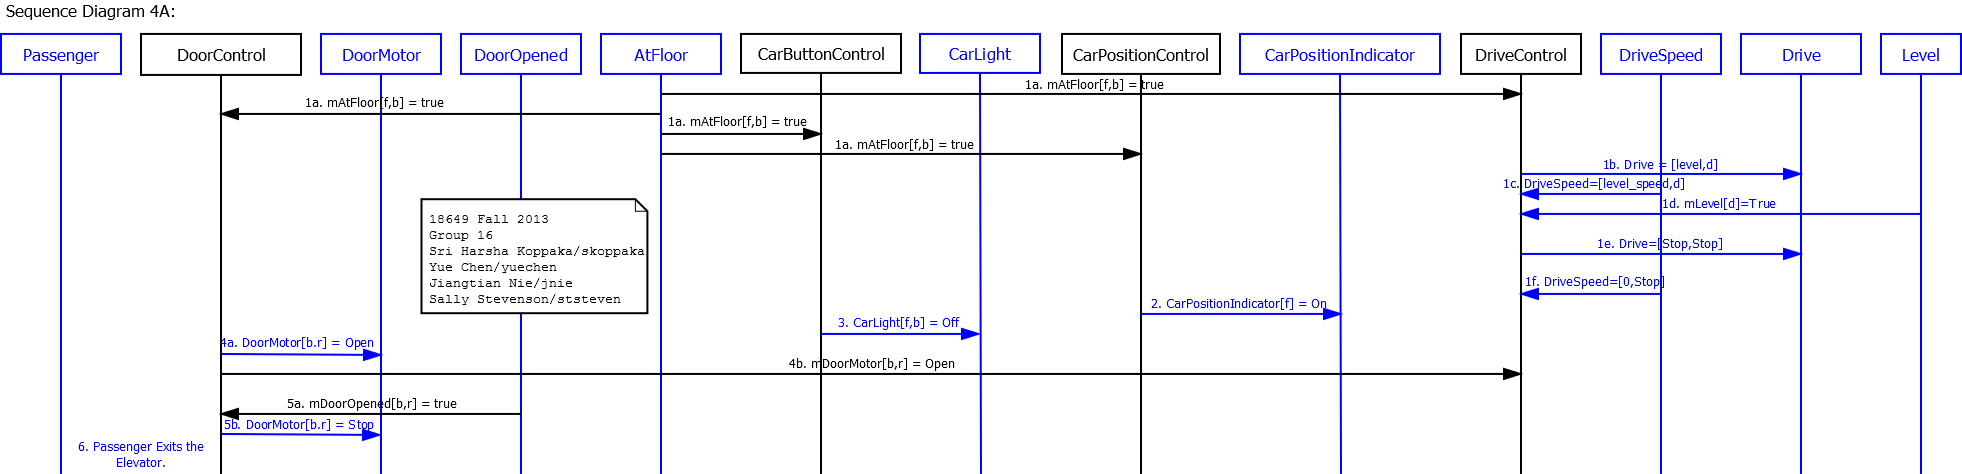 Sequence Diagram 4A:
Passenger
DoorControl
DoorMotor
DoorOpened
AtFloor
CarButtonControl
CarLight
CarPositionControl
CarPositionIndicator
DriveControl
DriveSpeed
Drive
Level
1a. mAtFloor[f,b] = true
1a. mAtFloor[f,b] = true
1a. mAtFloor[f,b] = true
1a. mAtFloor[f,b] = true
1b. Drive = [level,d]
1c. DriveSpeed=[level_speed,d]
1d. mLevel[d]=True
18649 Fall 2013
Group 16
Sri Harsha Koppaka/skoppaka
Yue Chen/yuechen
Jiangtian Nie/jnie
Sally Stevenson/ststeven
1e. Drive=[Stop,Stop]
1f. DriveSpeed=[0,Stop]
2. CarPositionIndicator[f] = On
3. CarLight[f,b] = Off
4a. DoorMotor[b.r] = Open
4b. mDoorMotor[b,r] = Open
5a. mDoorOpened[b,r] = true
5b. DoorMotor[b.r] = Stop
6. Passenger Exits the
Elevator.